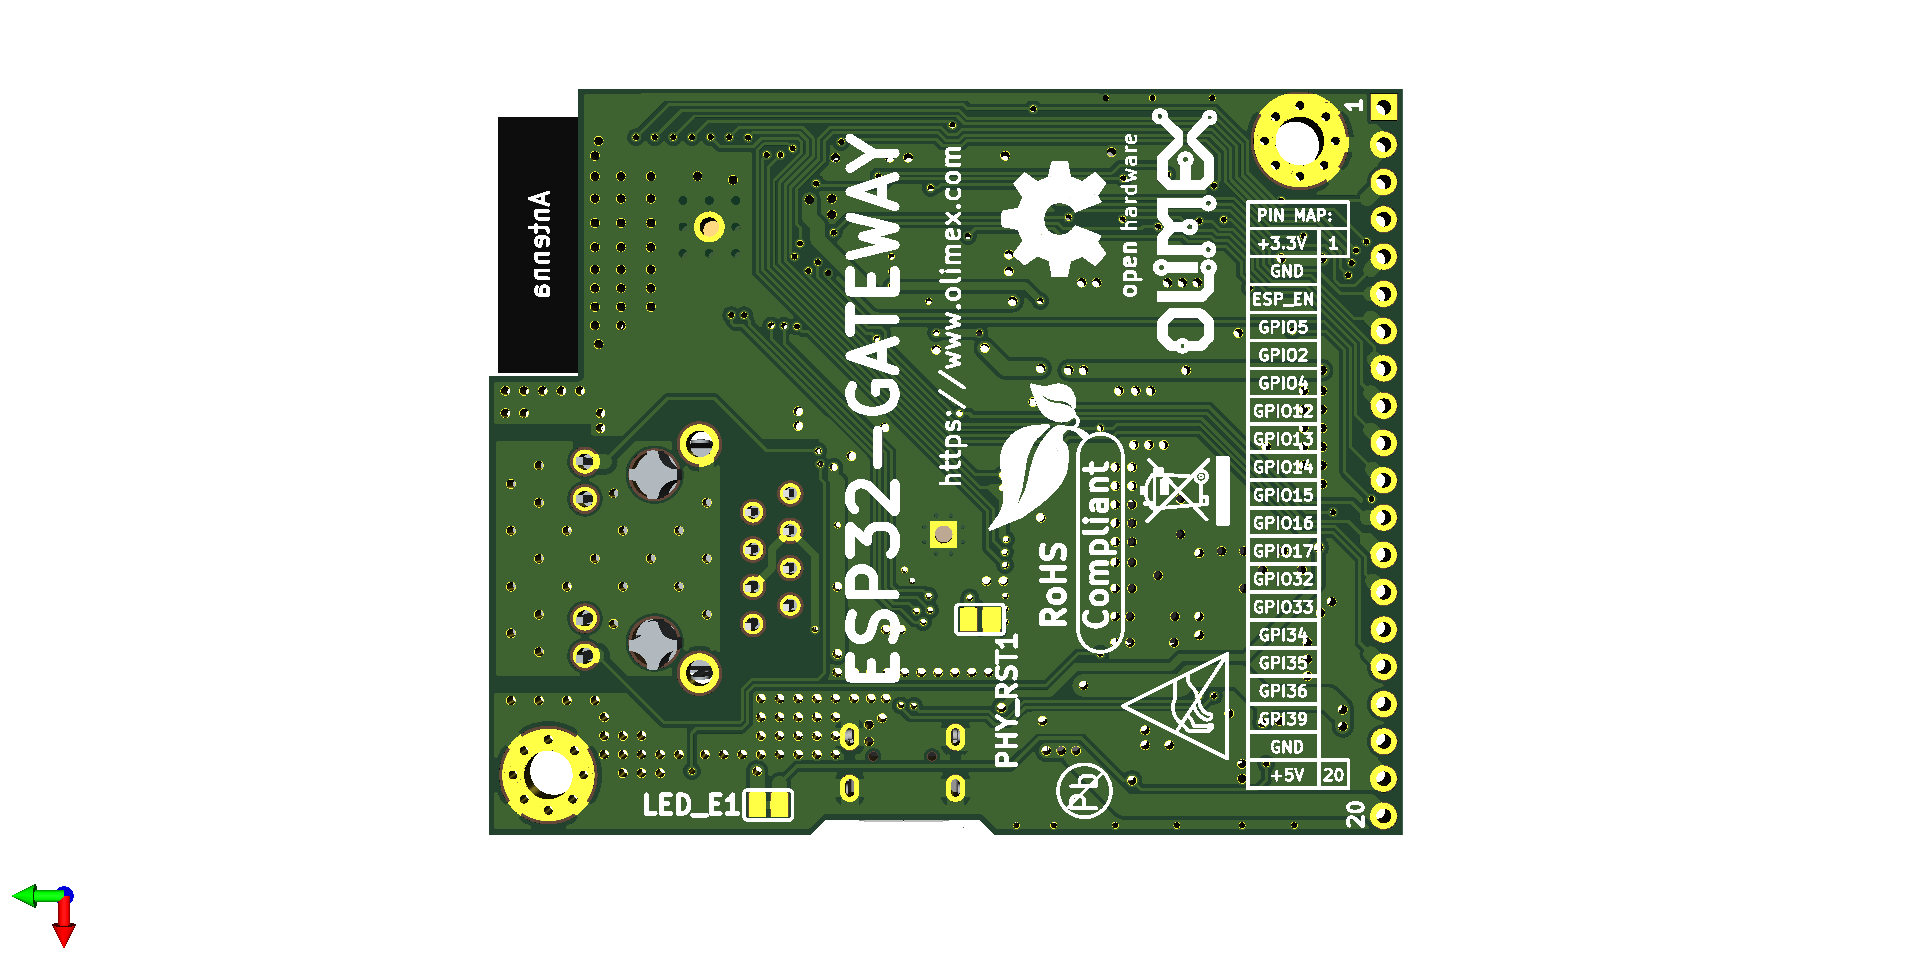 Antenna
ESP32-GATEWAY
https://www.olimex.com
open hardware
OLIMEX
1
PIN MAP:
+3.3V 1
GND
ESP_EN
GPIO5
GPIO2
GPIO4
GPIO12
GPIO13
GPIO14
GPIO15
GPIO16
GPIO17
GPIO32
GPIO33
GPI34
GPI35
GPI36
GPI39
GND
+5V 20
20
RoHS
Compliant
PHY_RST1
LED_E1
Pb